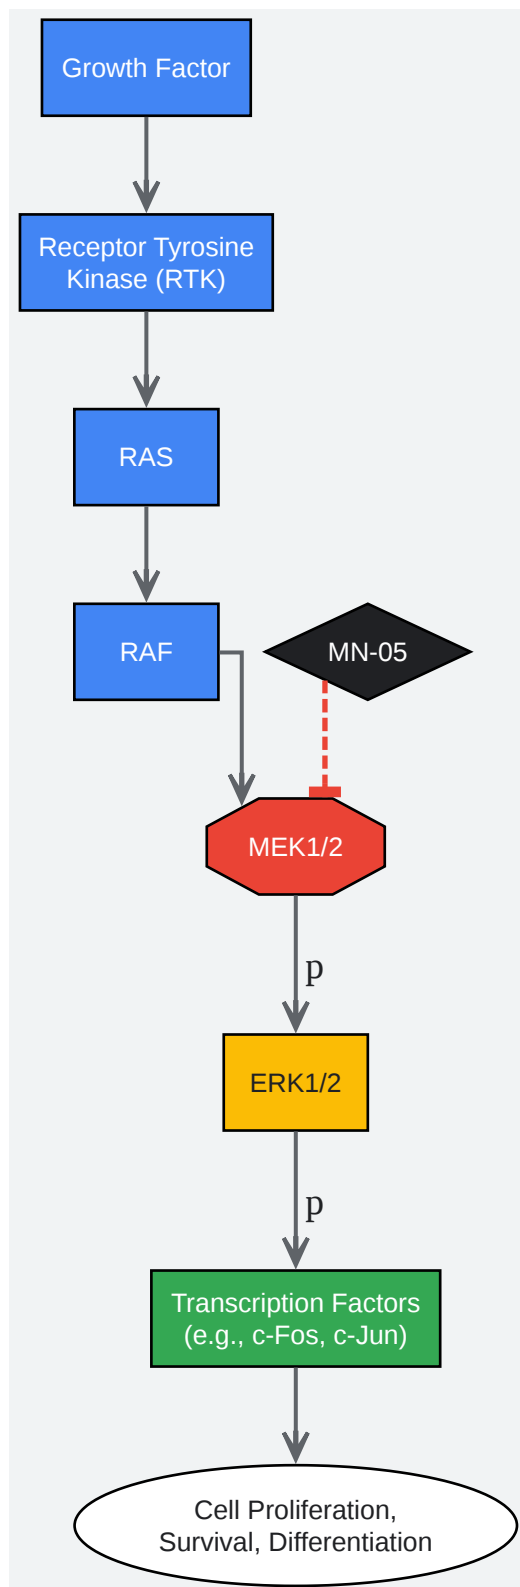 Growth Factor
Receptor Tyrosine
Kinase (RTK)
RAS
RAF
MN-05
MEK1/2
p
ERK1/2
p
Transcription Factors
(e.g., c-Fos, c-Jun)
Cell Proliferation,
Survival, Differentiation